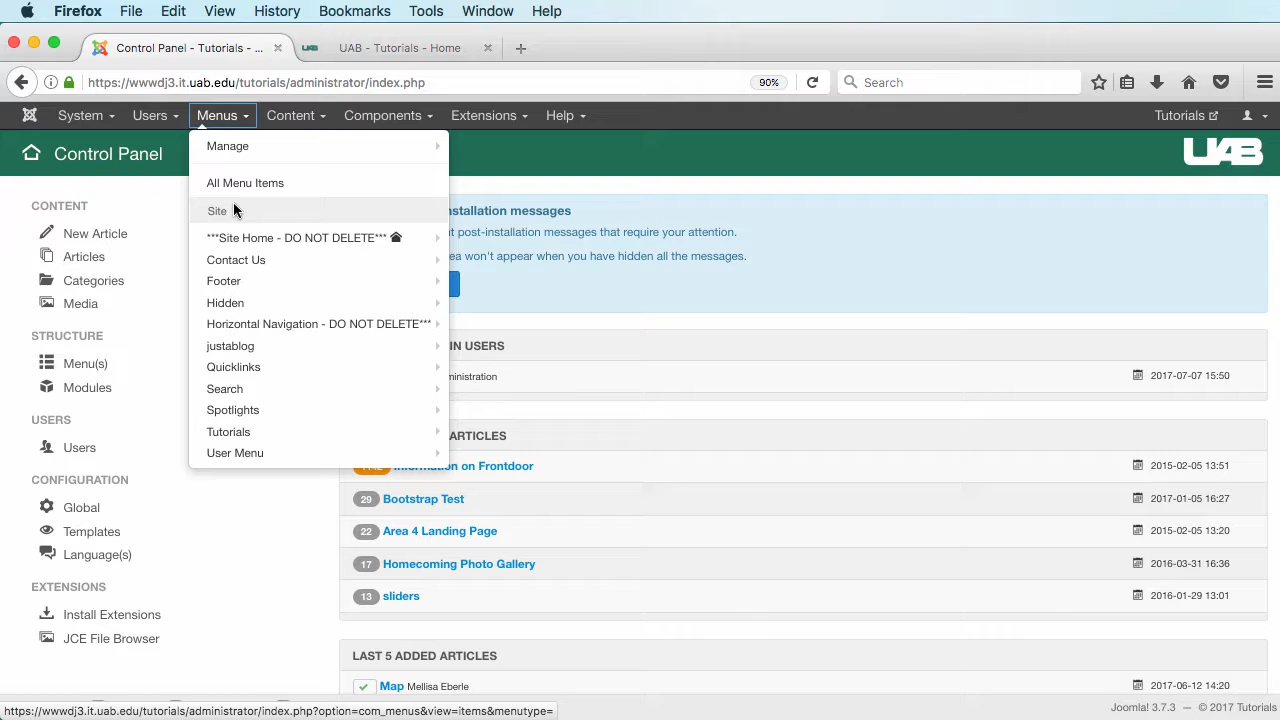 Firefox File Edit View History Bookmarks Tools Window Help
Control Panel - Tutorials - ... UAB UAB - Tutorials - Home
https://wwwdj3.it.uab.edu/tutorials/administrator/index.php 90% Search
System Users Menus Content Components Extensions Help Tutorials
Control Panel UAB
Manage
All Menu Items
Site
***Site Home - DO NOT DELETE***
Contact Us
Footer
Hidden
Horizontal Navigation - DO NOT DELETE***
justablog
Quicklinks
Search
Spotlights
Tutorials
User Menu
CONTENT
New Article
Articles
Categories
Media
STRUCTURE
Menu(s)
Modules
USERS
Users
CONFIGURATION
Global
Templates
Language(s)
EXTENSIONS
Install Extensions
JCE File Browser
nstallation messages
t post-installation messages that require your attention.
ea won't appear when you have hidden all the messages.
IN USERS
ministration 2017-07-07 15:50
ARTICLES
Information on Frontdoor 2015-02-05 13:51
29 Bootstrap Test 2017-01-05 16:27
22 Area 4 Landing Page 2015-02-05 13:20
17 Homecoming Photo Gallery 2016-03-31 16:36
13 sliders 2016-01-29 13:01
LAST 5 ADDED ARTICLES
Map Mellisa Eberle 2017-06-12 14:20
https://wwwdj3.it.uab.edu/tutorials/administrator/index.php?option=com_menus&view=items&menutype=
Joomla! 3.7.3 — © 2017 Tutorials